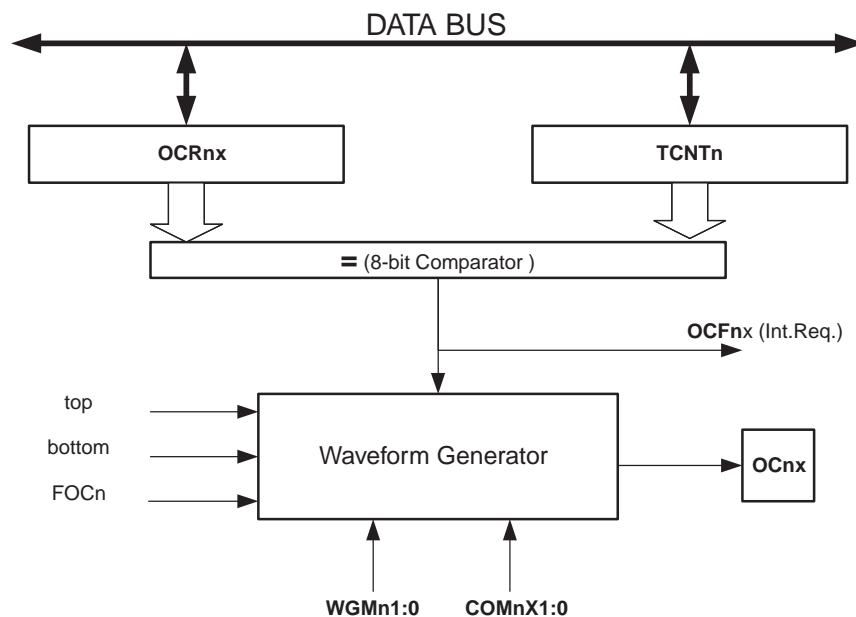 DATA BUS
OCRnx
TCNTn
= (8-bit Comparator )
OCFnx (Int.Req.)
top
bottom
FOCn
Waveform Generator
OCnx
WGMn1:0
COMnX1:0